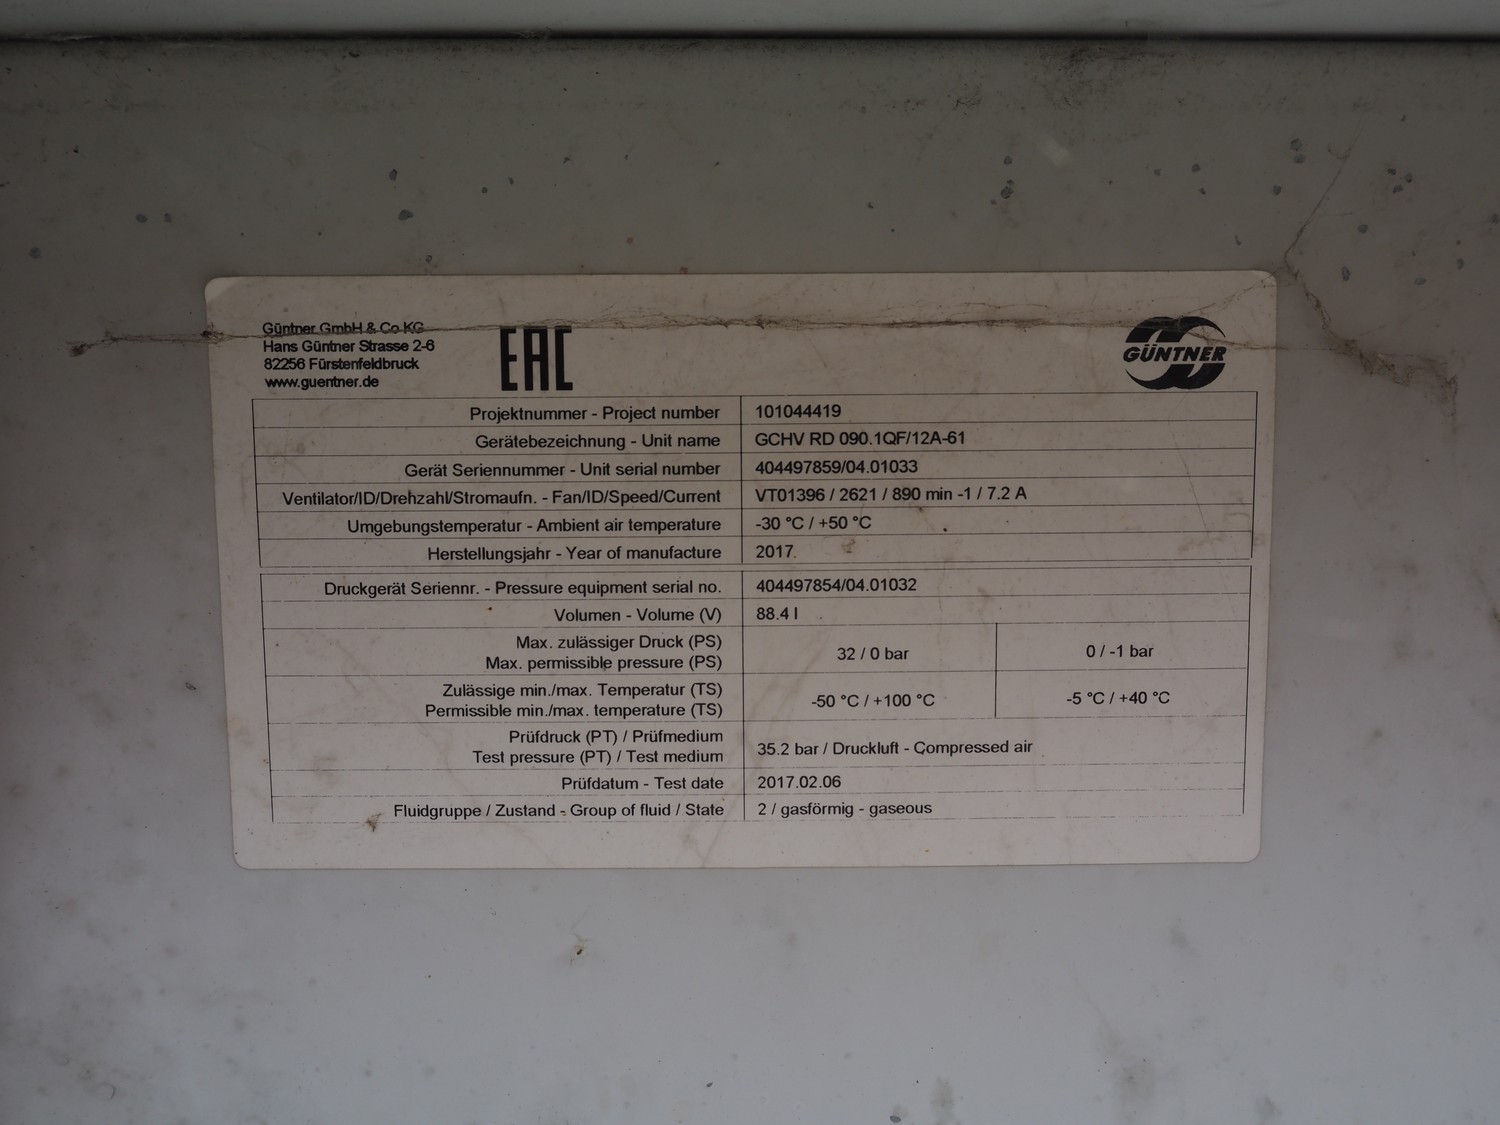 Güntner GmbH & Co KG
Hans Güntner Strasse 2-6
82256 Fürstenfeldbruck
www.guentner.de
EAC
GÜNTNER
Projektnummer - Project number 101044419
Gerätebezeichnung - Unit name GCHV RD 090.1QF/12A-61
Gerät Seriennummer - Unit serial number 404497859/04.01033
Ventilator/ID/Drehzahl/Stromaufn. - Fan/ID/Speed/Current VT01396 / 2621 / 890 min -1 / 7.2 A
Umgebungstemperatur - Ambient air temperature -30 °C / +50 °C
Herstellungsjahr - Year of manufacture 2017
Druckgerät Seriennr. - Pressure equipment serial no. 404497854/04.01032
Volumen - Volume (V) 88.4 l
Max. zulässiger Druck (PS)
Max. permissible pressure (PS) 32 / 0 bar 0 / -1 bar
Zulässige min./max. Temperatur (TS)
Permissible min./max. temperature (TS) -50 °C / +100 °C -5 °C / +40 °C
Prüfdruck (PT) / Prüfmedium
Test pressure (PT) / Test medium 35.2 bar / Druckluft - Compressed air
Prüfdatum - Test date 2017.02.06
Fluidgruppe / Zustand - Group of fluid / State 2 / gasförmig - gaseous